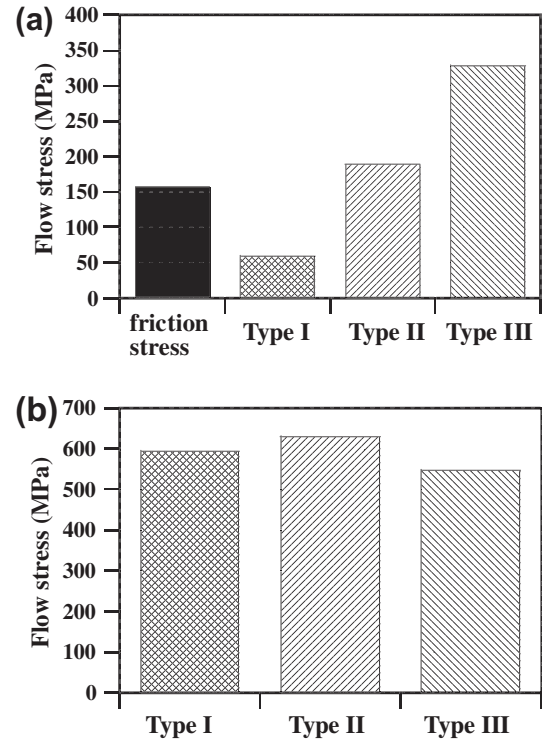 (a)
Flow stress (MPa)
400
350
300
250
200
150
100
50
0
friction
stress
Type I
Type II
Type III
(b)
Flow stress (MPa)
700
600
500
400
300
200
100
0
Type I
Type II
Type III